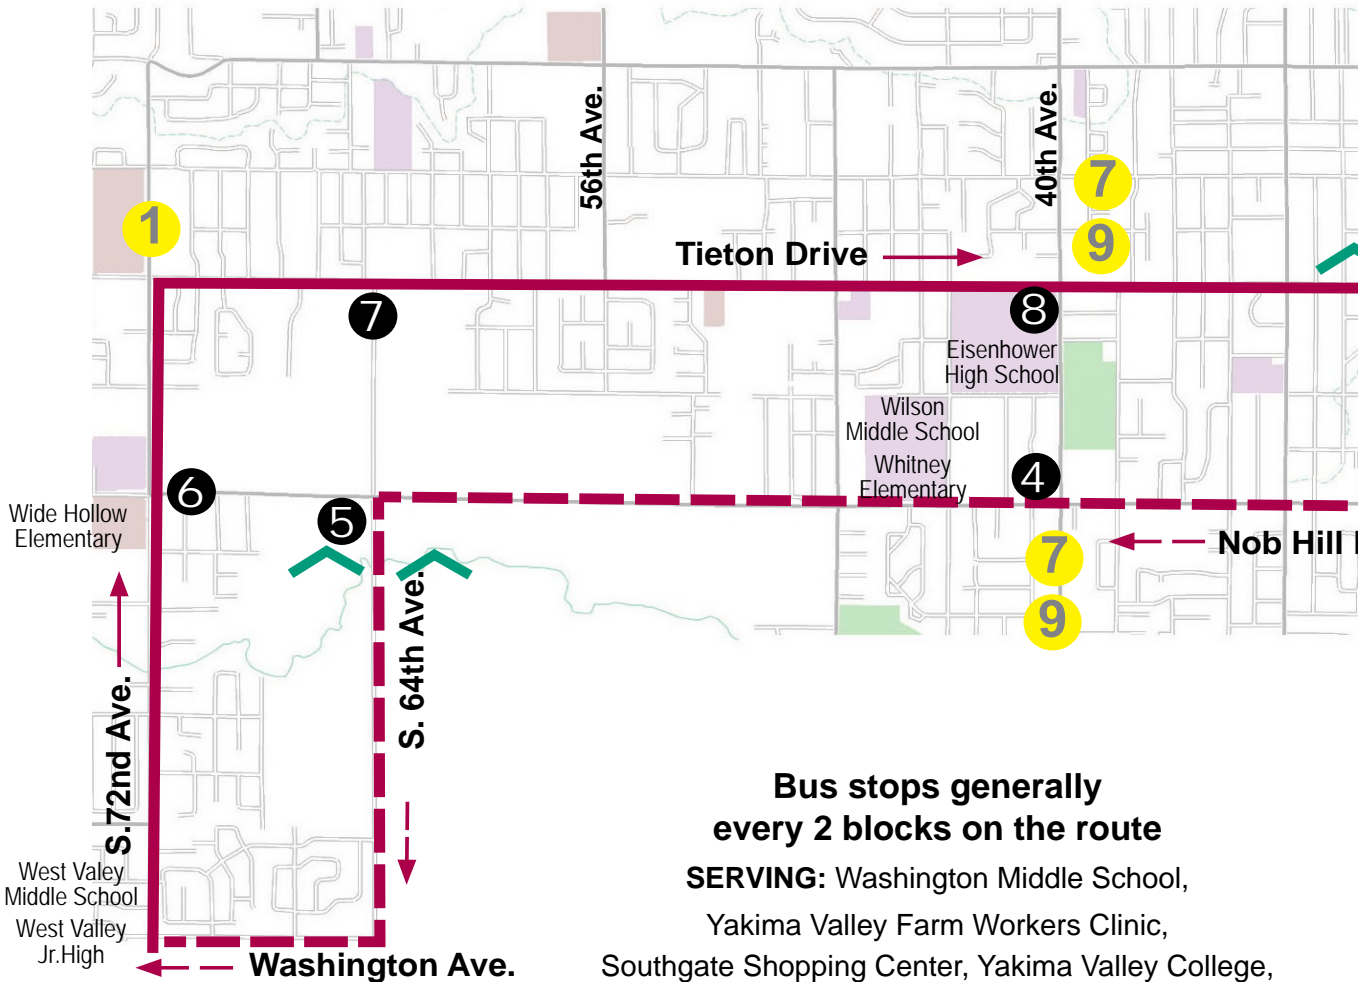 56th Ave.
40th Ave.
7
1
9
Tieton Drive
7
8
Eisenhower
High School
Wilson
Middle School
Whitney
Elementary
4
6
5
Wide Hollow
Elementary
Nob Hill
7
9
S. 64th Ave.
S.72nd Ave.
Bus stops generally
every 2 blocks on the route
SERVING: Washington Middle School,
Yakima Valley Farm Workers Clinic,
Southgate Shopping Center, Yakima Valley College,
West Valey
Middle School
West Valley
Jr.High
Washington Ave.